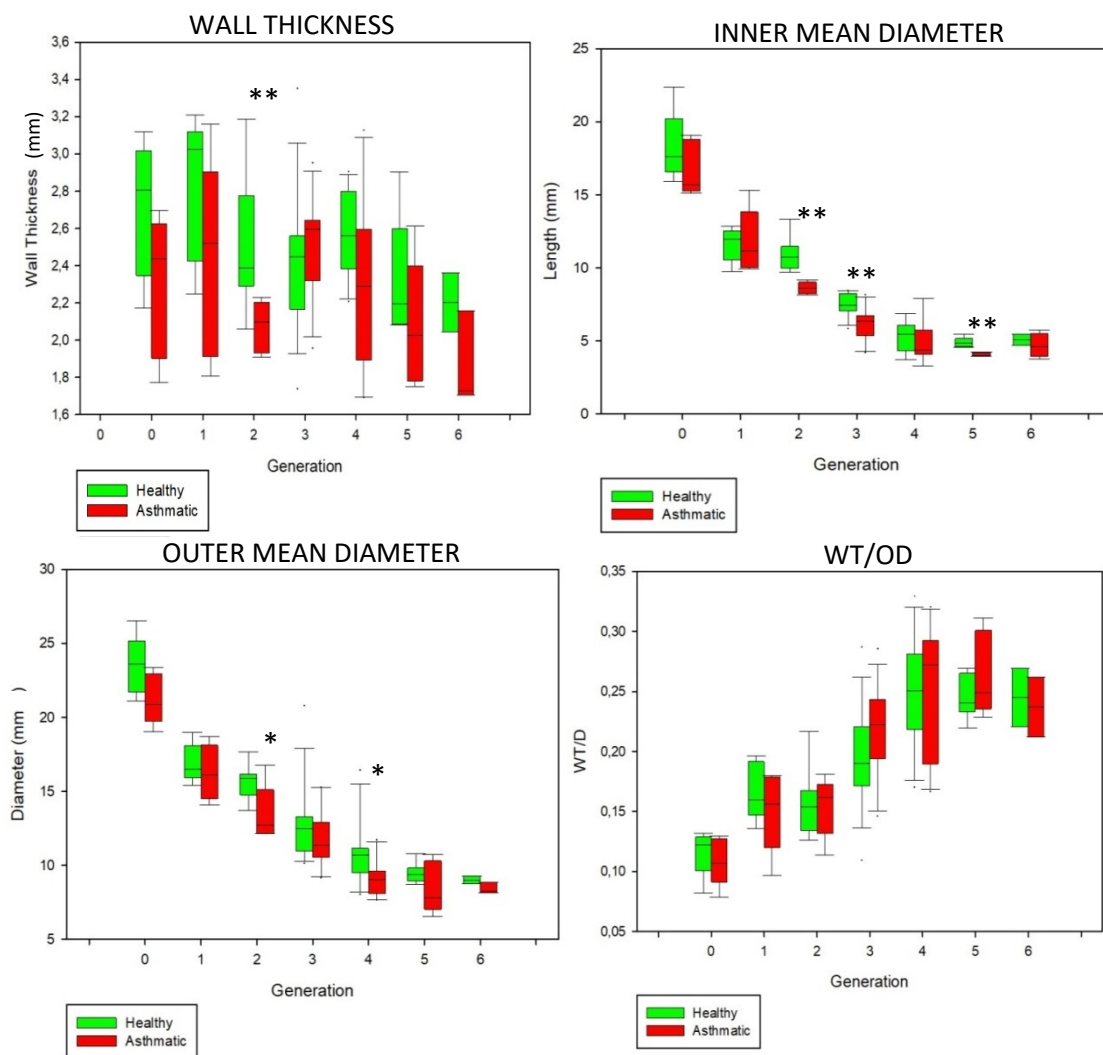 WALL THICKNESS
3,6
3,4
3,2
3,0
2,8
2,6
2,4
2,2
2,0
1,8
1,6
Wall Thickness (mm)
**
0 0 1 2 3 4 5 6
Generation
Healthy
Asthmatic
INNER MEAN DIAMETER
25
20
15
10
5
0
Length (mm)
**
**
**
0 1 2 3 4 5 6
Generation
Healthy
Asthmatic
OUTER MEAN DIAMETER
30
25
20
15
10
5
Diameter (mm )
*
*
0 1 2 3 4 5 6
Generation
Healthy
Asthmatic
WT/OD
0,35
0,30
0,25
0,20
0,15
0,10
0,05
WT/D
0 1 2 3 4 5 6
Generation
Healthy
Asthmatic